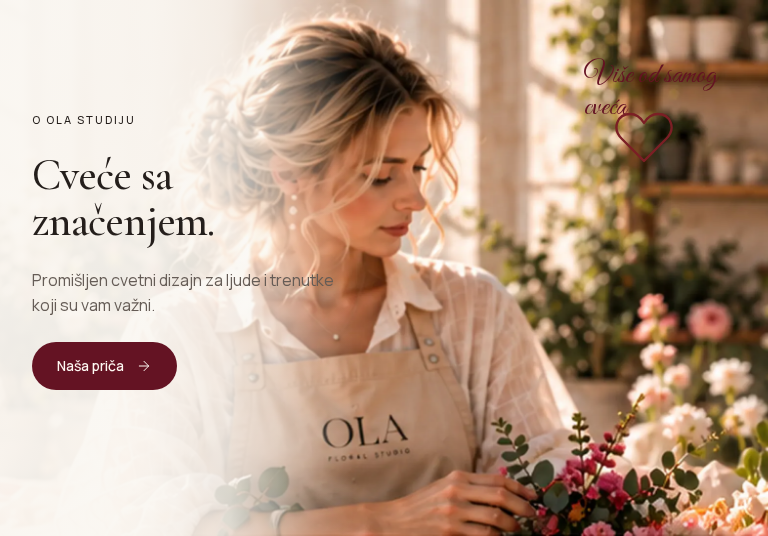 O OLA STUDIJU
Cveće sa
značenjem.
Promišljen cvetni dizajn za ljude i trenutke
koji su vam važni.
Naša priča
Više od samog
cveća
OLA
FLORAL STUDIO